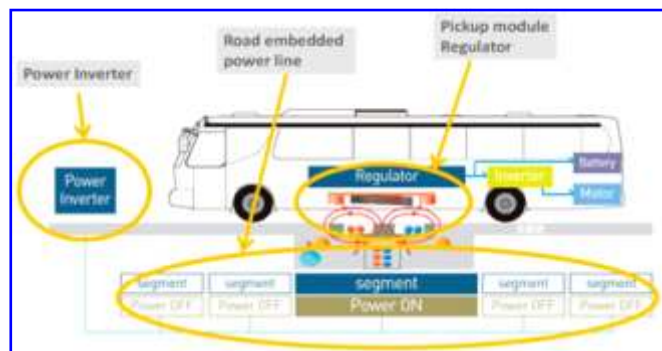 Road embedded
power line
Pickup module
Regulator
Power Inverter
Power
Inverter
Regulator
Inverter
Battery
Motor
segment
segment
segment
segment
segment
Power OFF
Power OFF
Power ON
Power OFF
Power OFF